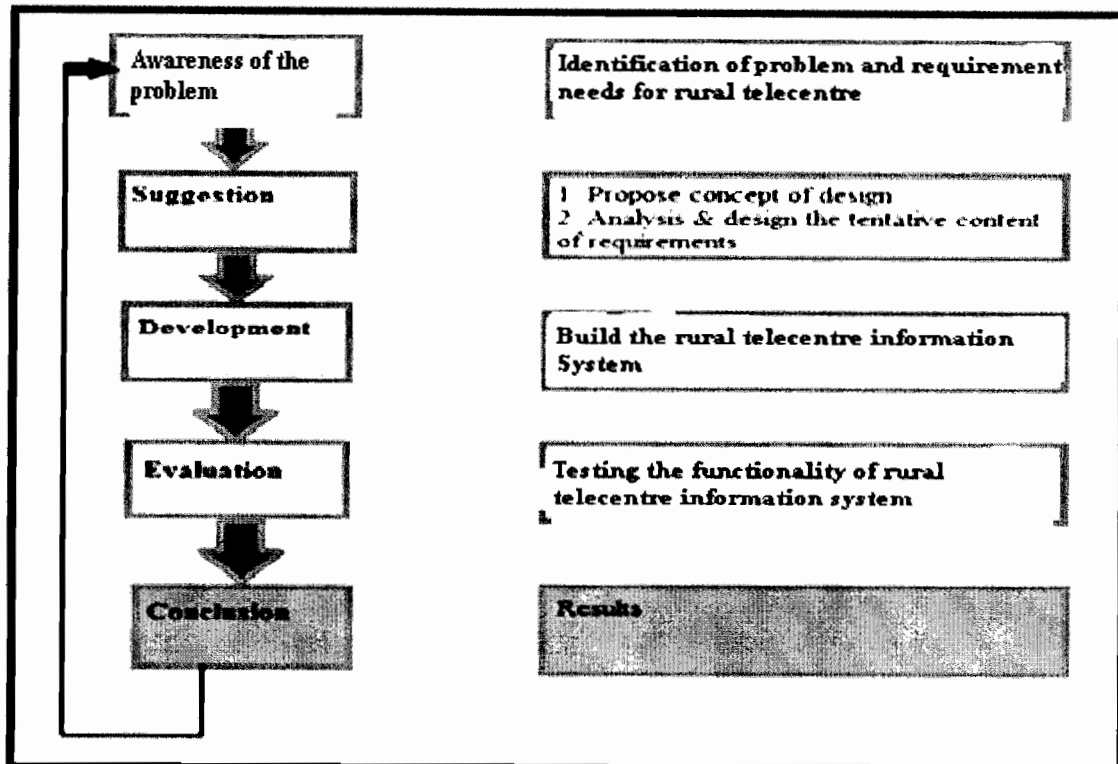 Awareness of the
problem
Identification of problem and requirement
needs for rural telecentre
Suggestion
1 Propose concept of design
2 Analysis & design the tentative content
of requirements
Development
Build the rural telecentre information
System
Evaluation
Testing the functionality of rural
telecentre information system
Conclusion
Results